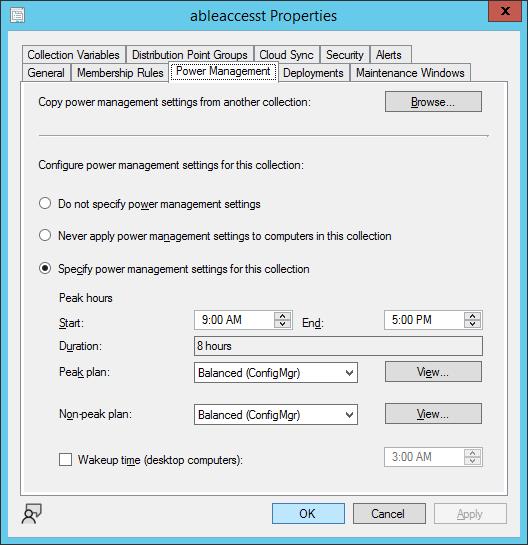 ableaccesst Properties
x
Collection Variables Distribution Point Groups Cloud Sync Security Alerts
General Membership Rules Power Management Deployments Maintenance Windows
Copy power management settings from another collection: Browse...
Configure power management settings for this collection:
Do not specify power management settings
Never apply power management settings to computers in this collection
Specify power management settings for this collection
Peak hours
Start: 9:00 AM End: 5:00 PM
Duration: 8 hours
Peak plan: Balanced (ConfigMgr) View...
Non-peak plan: Balanced (ConfigMgr) View...
Wakeup time (desktop computers): 3:00 AM
OK Cancel Apply